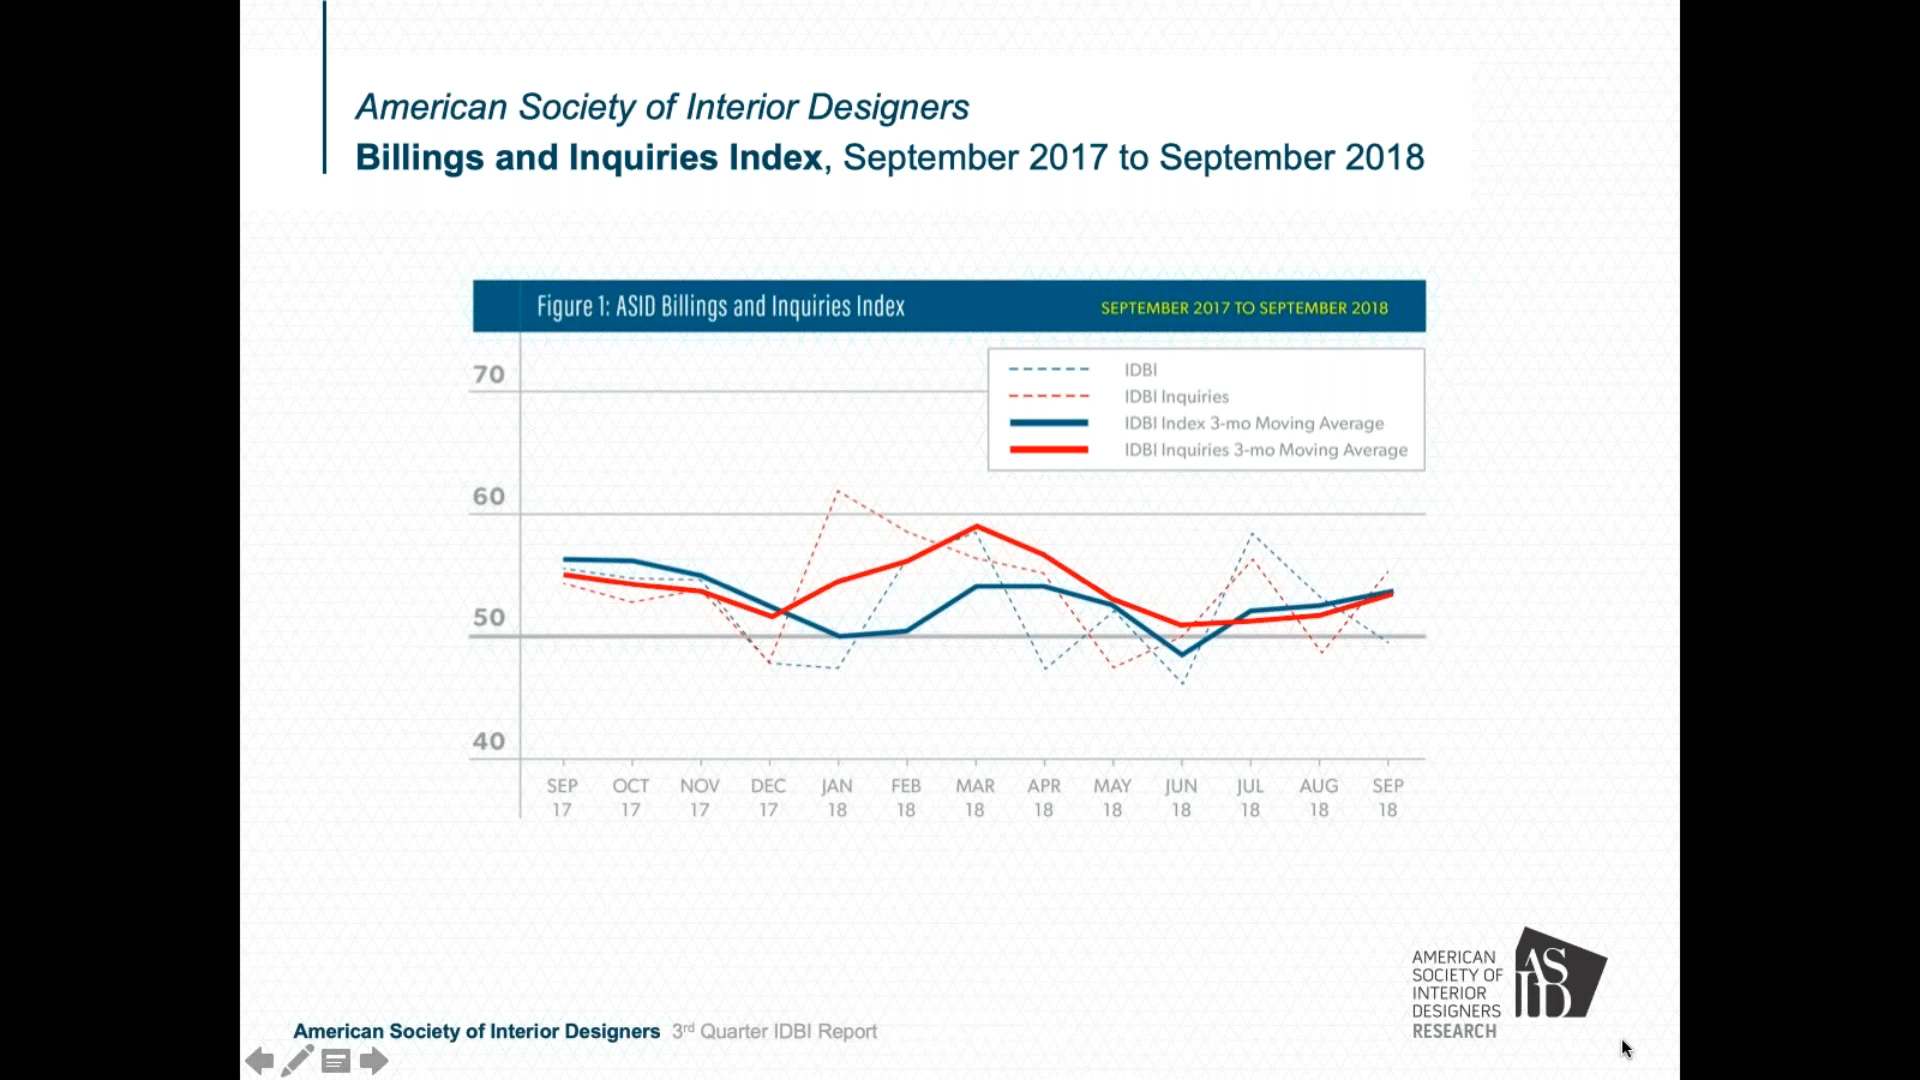 American Society of Interior Designers
Billings and Inquiries Index, September 2017 to September 2018
Figure 1: ASID Billings and Inquiries Index
SEPTEMBER 2017 TO SEPTEMBER 2018
IDBI
IDBI Inquiries
IDBI Index 3-mo Moving Average
IDBI Inquiries 3-mo Moving Average
70
60
50
40
SEP OCT NOV DEC JAN FEB MAR APR MAY JUN JUL AUG SEP
17 17 17 17 18 18 18 18 18 18 18 18 18
AMERICAN
SOCIETY OF
INTERIOR
DESIGNERS
RESEARCH
AS
ID
American Society of Interior Designers 3rd Quarter IDBI Report